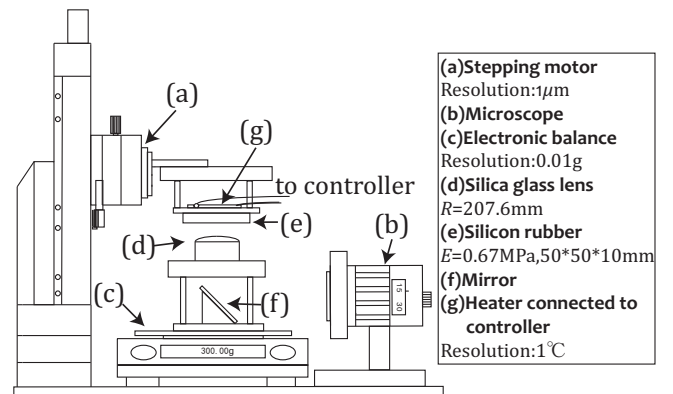 (a)
(g)
to controller
(e)
(b)
(d)
(f)
(c)
15
30
300. 00g
(a)Stepping motor
Resolution:1μm
(b)Microscope
(c)Electronic balance
Resolution:0.01g
(d)Silica glass lens
R=207.6mm
(e)Silicon rubber
E=0.67MPa,50*50*10mm
(f)Mirror
(g)Heater connected to
controller
Resolution:1℃